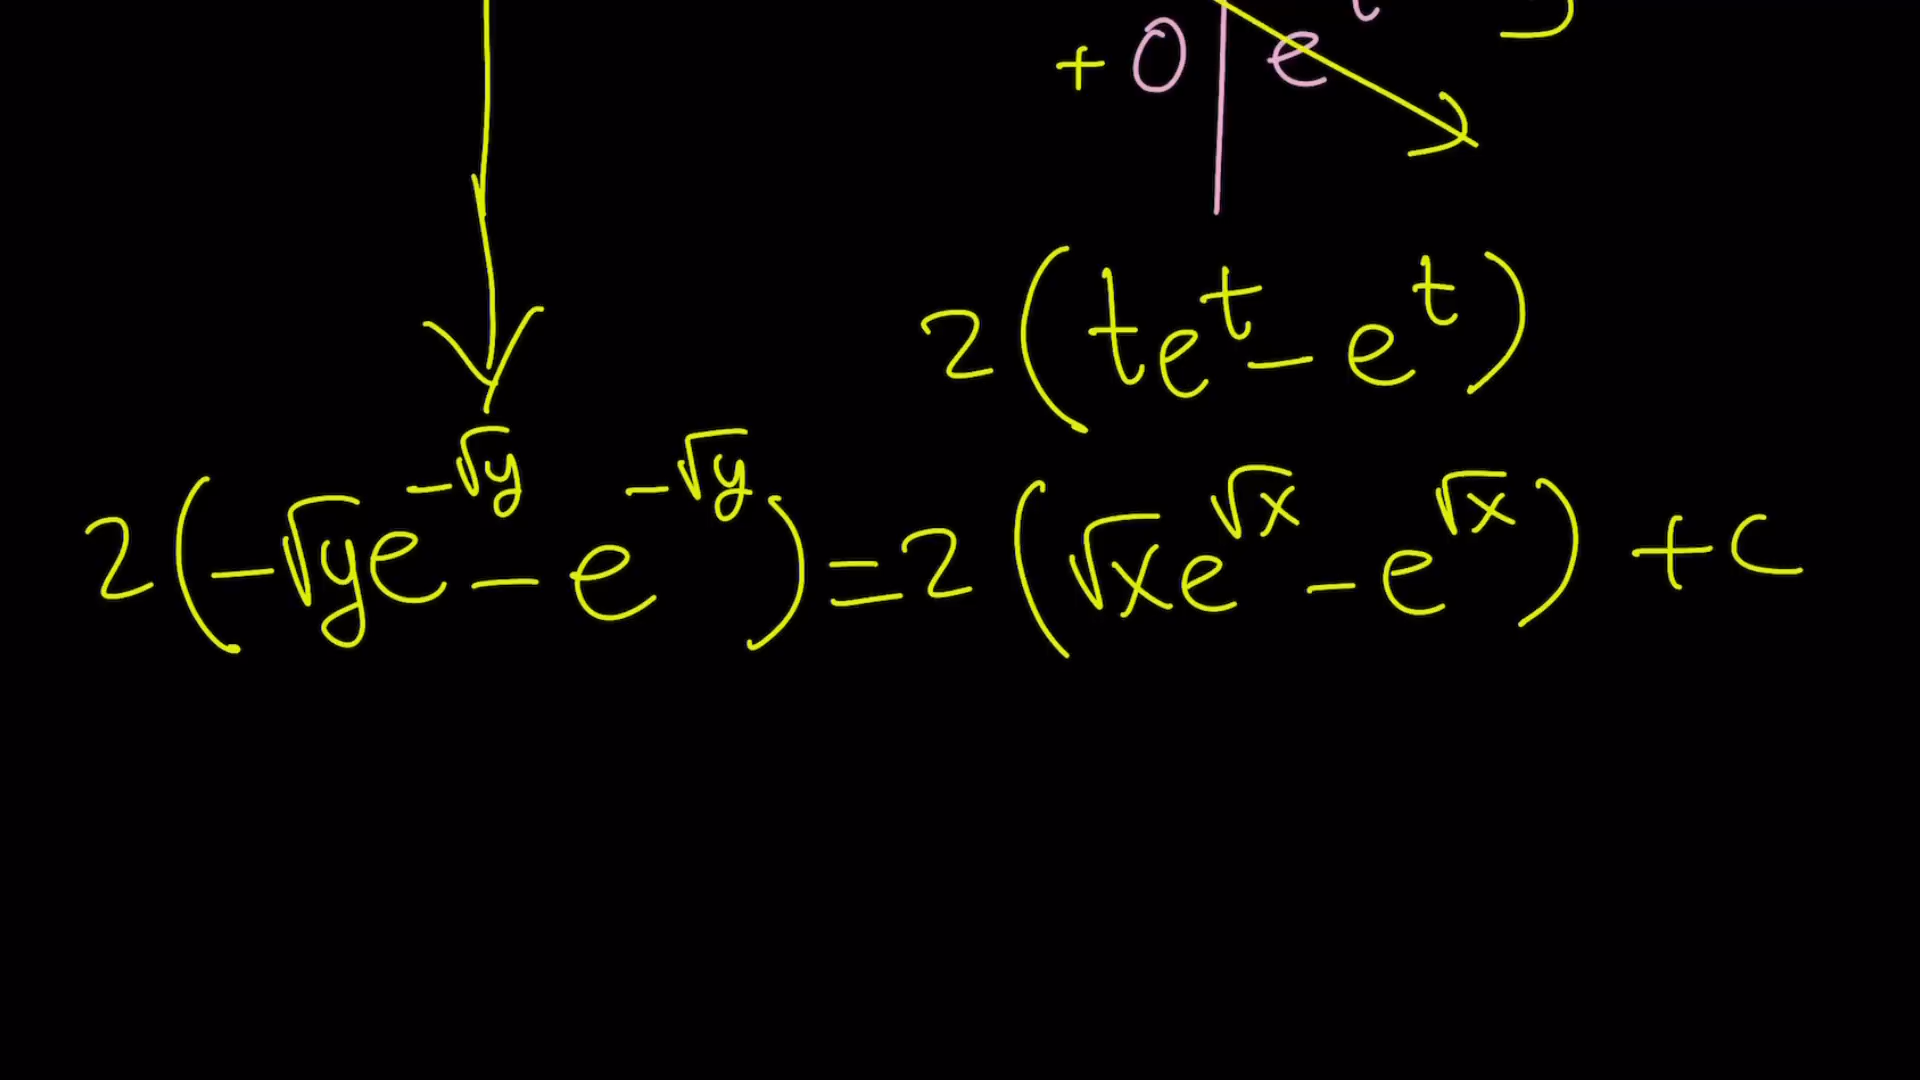 + 0 e^t
2(te^t - e^t)
2(-√y e^{-√y} - e^{-√y}) = 2(√x e^{√x} - e^{√x}) + c